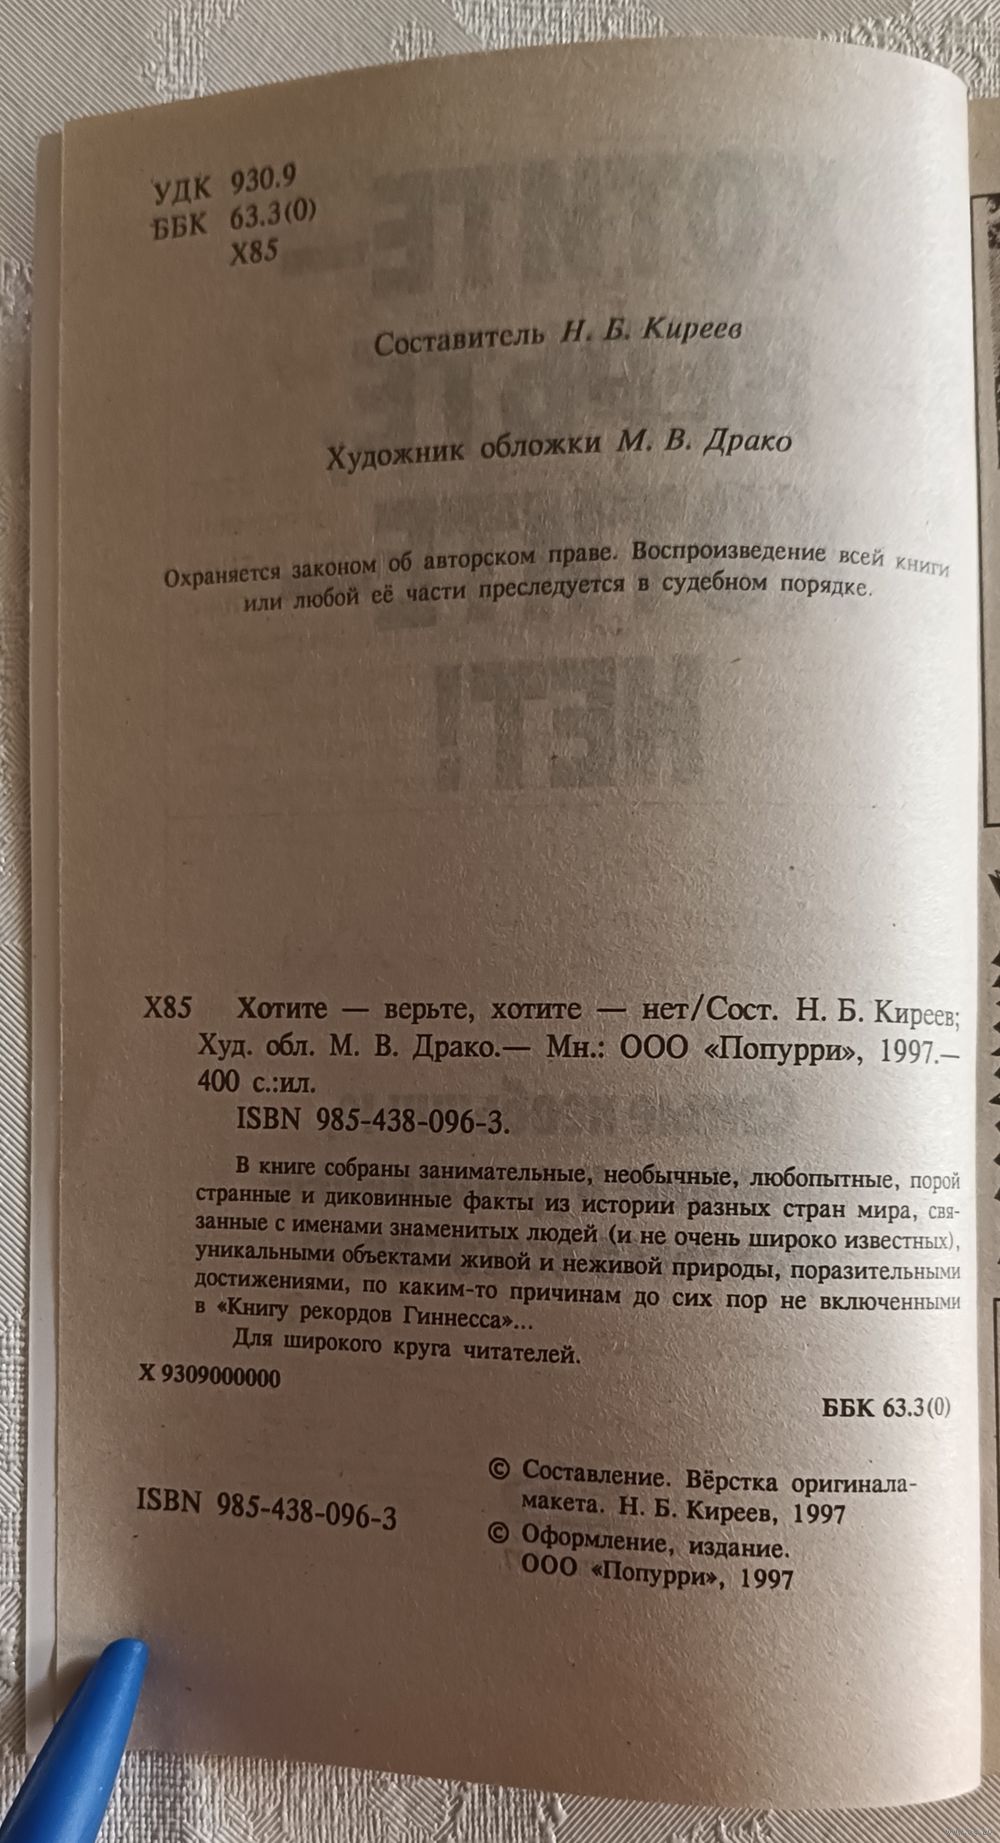 УДК 930.9
ББК 63.3(0)
Х85
Составитель Н. Б. Киреев
Художник обложки М. В. Драко
Охраняется законом об авторском праве. Воспроизведение всей книги
или любой её части преследуется в судебном порядке.
Х85 Хотите — верьте, хотите — нет/Сост. Н. Б. Киреев;
Худ. обл. М. В. Драко.— Мн.: ООО «Попурри», 1997.—
400 с.:ил.
ISBN 985-438-096-3.
В книге собраны занимательные, необычные, любопытные, порой
странные и диковинные факты из истории разных стран мира, свя-
занные с именами знаменитых людей (и не очень широко известных),
уникальными объектами живой и неживой природы, поразительными
достижениями, по каким-то причинам до сих пор не включенными
в «Книгу рекордов Гиннесса»...
Для широкого круга читателей.
Х 9309000000
ББК 63.3(0)
ISBN 985-438-096-3
© Составление. Вёрстка оригинала-
макета. Н. Б. Киреев, 1997
© Оформление, издание.
ООО «Попурри», 1997